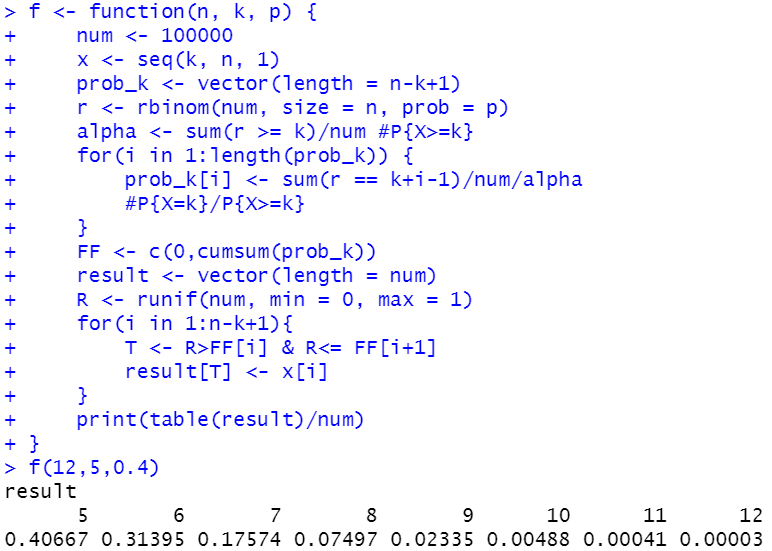 > f <- function(n, k, p) {
+     num <- 100000
+     x <- seq(k, n, 1)
+     prob_k <- vector(length = n-k+1)
+     r <- rbinom(num, size = n, prob = p)
+     alpha <- sum(r >= k)/num #P{X>=k}
+     for(i in 1:length(prob_k)) {
+         prob_k[i] <- sum(r == k+i-1)/num/alpha
+         #P{X=k}/P{X>=k}
+     }
+     FF <- c(0,cumsum(prob_k))
+     result <- vector(length = num)
+     R <- runif(num, min = 0, max = 1)
+     for(i in 1:n-k+1){
+         T <- R>FF[i] & R<= FF[i+1]
+         result[T] <- x[i]
+     }
+     print(table(result)/num)
+ }
> f(12,5,0.4)
result
      5       6       7       8       9      10      11      12
0.40667 0.31395 0.17574 0.07497 0.02335 0.00488 0.00041 0.00003